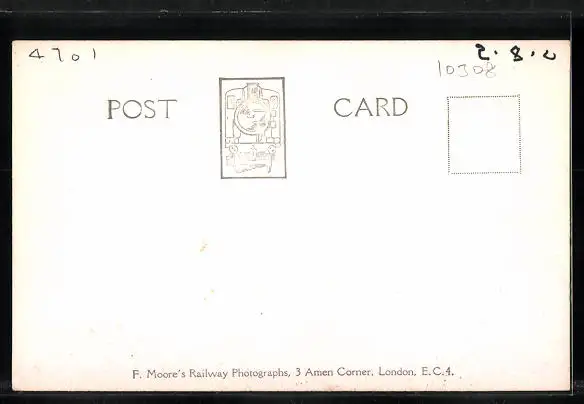 4701
2.8.0
10308
POST CARD
F. Moore's Railway Photographs, 3 Amen Corner, London, E.C.4.